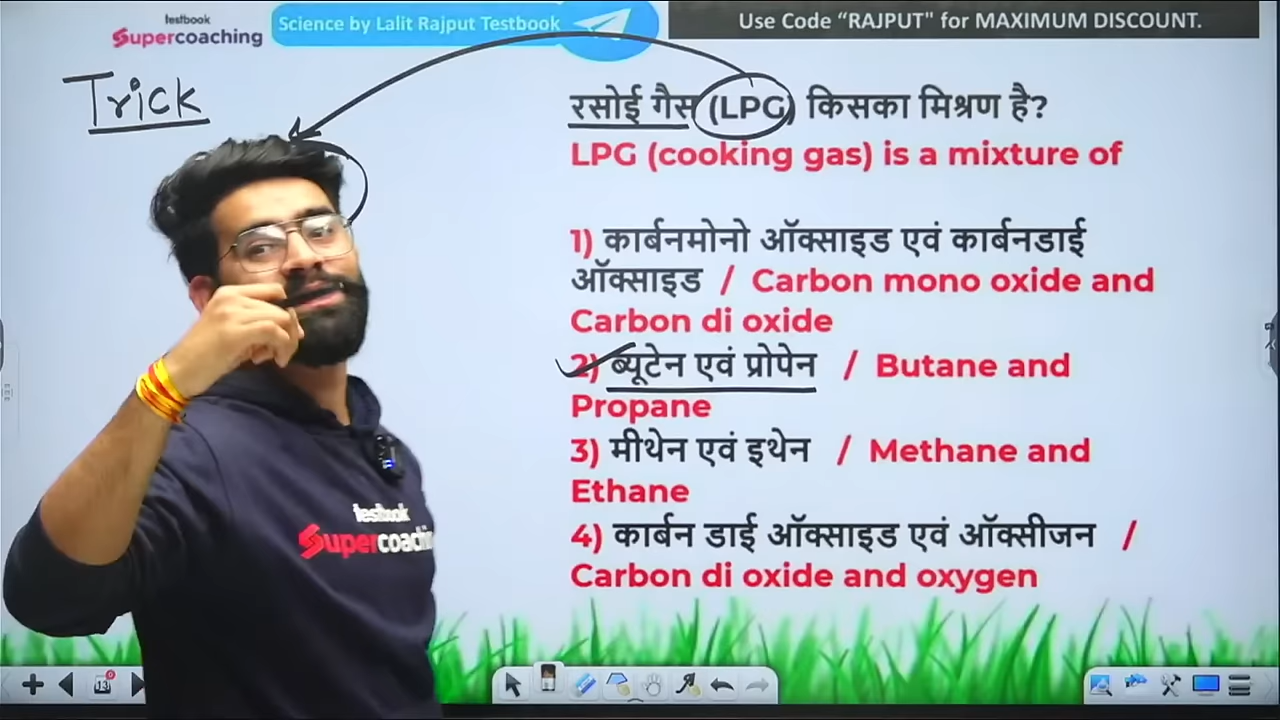 testbook
Supercoaching
Science by Lalit Rajput Testbook
Use Code “RAJPUT" for MAXIMUM DISCOUNT.
Trick
रसोई गैस (LPG) किसका मिश्रण है?
LPG (cooking gas) is a mixture of
1) कार्बनमोनो ऑक्साइड एवं कार्बनडाई
ऑक्साइड / Carbon mono oxide and
Carbon di oxide
2) ब्यूटेन एवं प्रोपेन / Butane and
Propane
3) मीथेन एवं इथेन / Methane and
Ethane
4) कार्बन डाई ऑक्साइड एवं ऑक्सीजन /
Carbon di oxide and oxygen
testbook
Supercoachi